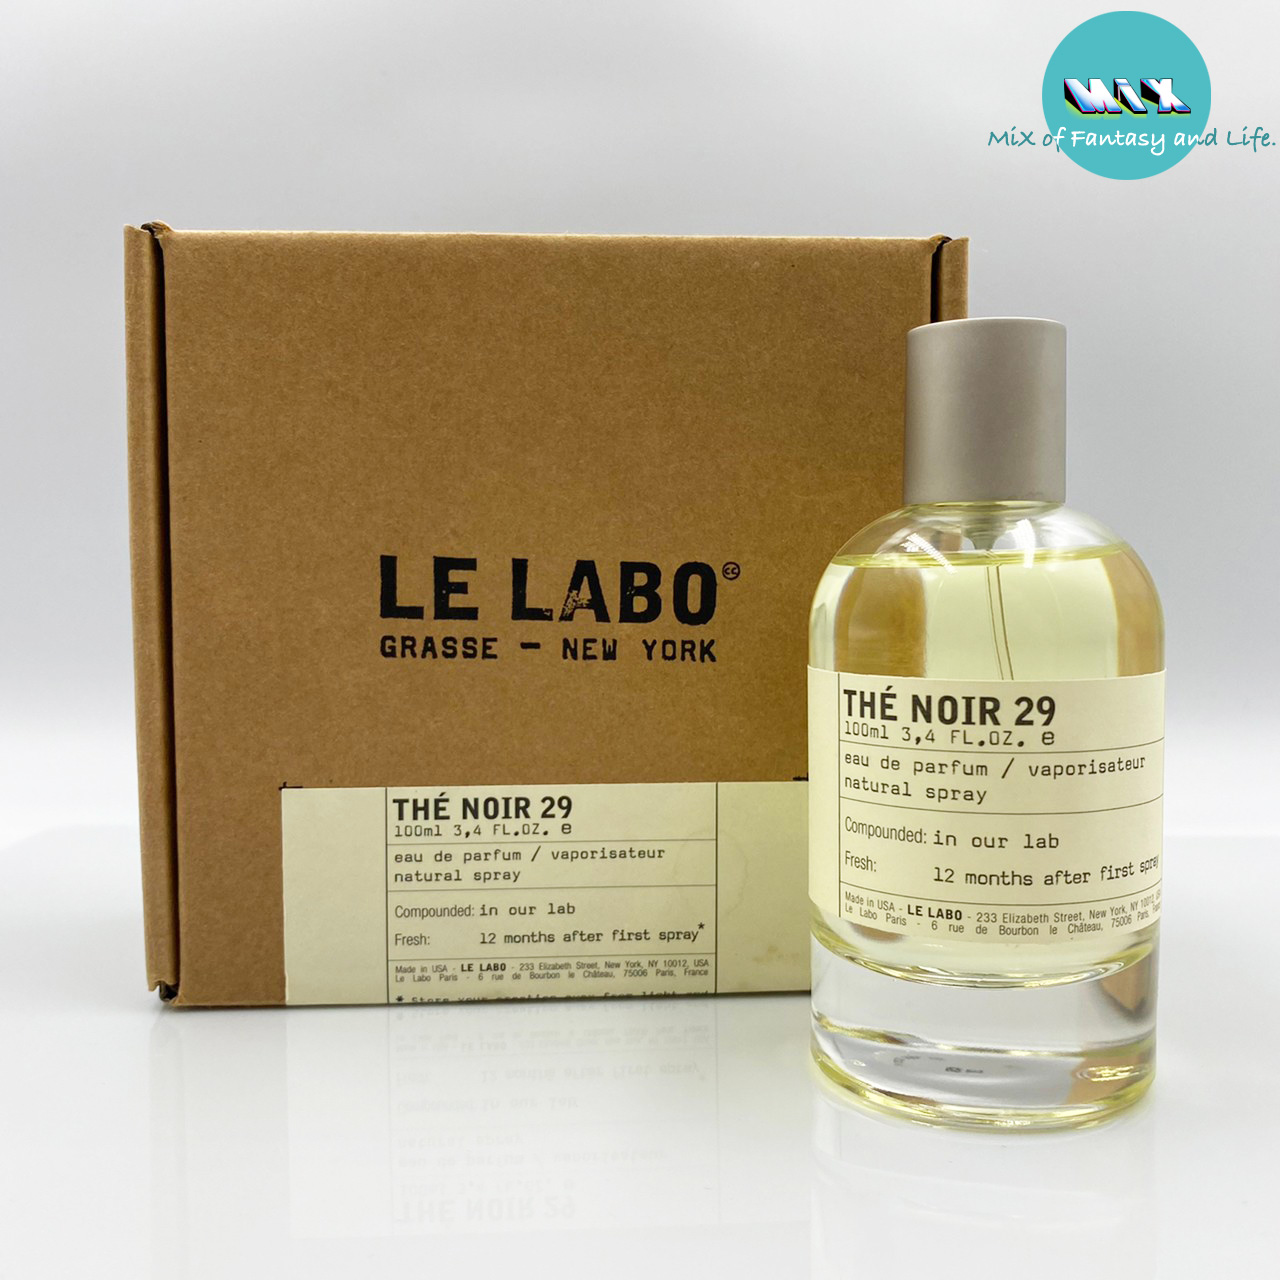 MiX
MiX of Fantasy and Life.
LE LABO
GRASSE – NEW YORK
THÉ NOIR 29
100ml 3,4 FL.OZ. e
eau de parfum / vaporisateur
natural spray
Compounded: in our lab
Fresh: 12 months after first spray*
Made in USA - LE LABO - 233 Elizabeth Street, New York, NY 10012, USA
Le Labo Paris - 6 rue de Bourbon le Château, 75006 Paris, France
THÉ NOIR 29
100ml 3,4 FL.OZ. e
eau de parfum / vaporisateur
natural spray
Compounded: in our lab
Fresh: 12 months after first spray
Made in USA - LE LABO - 233 Elizabeth Street, New York, NY 10012,
Le Labo Paris - 6 rue de Bourbon le Château, 75006 Paris,